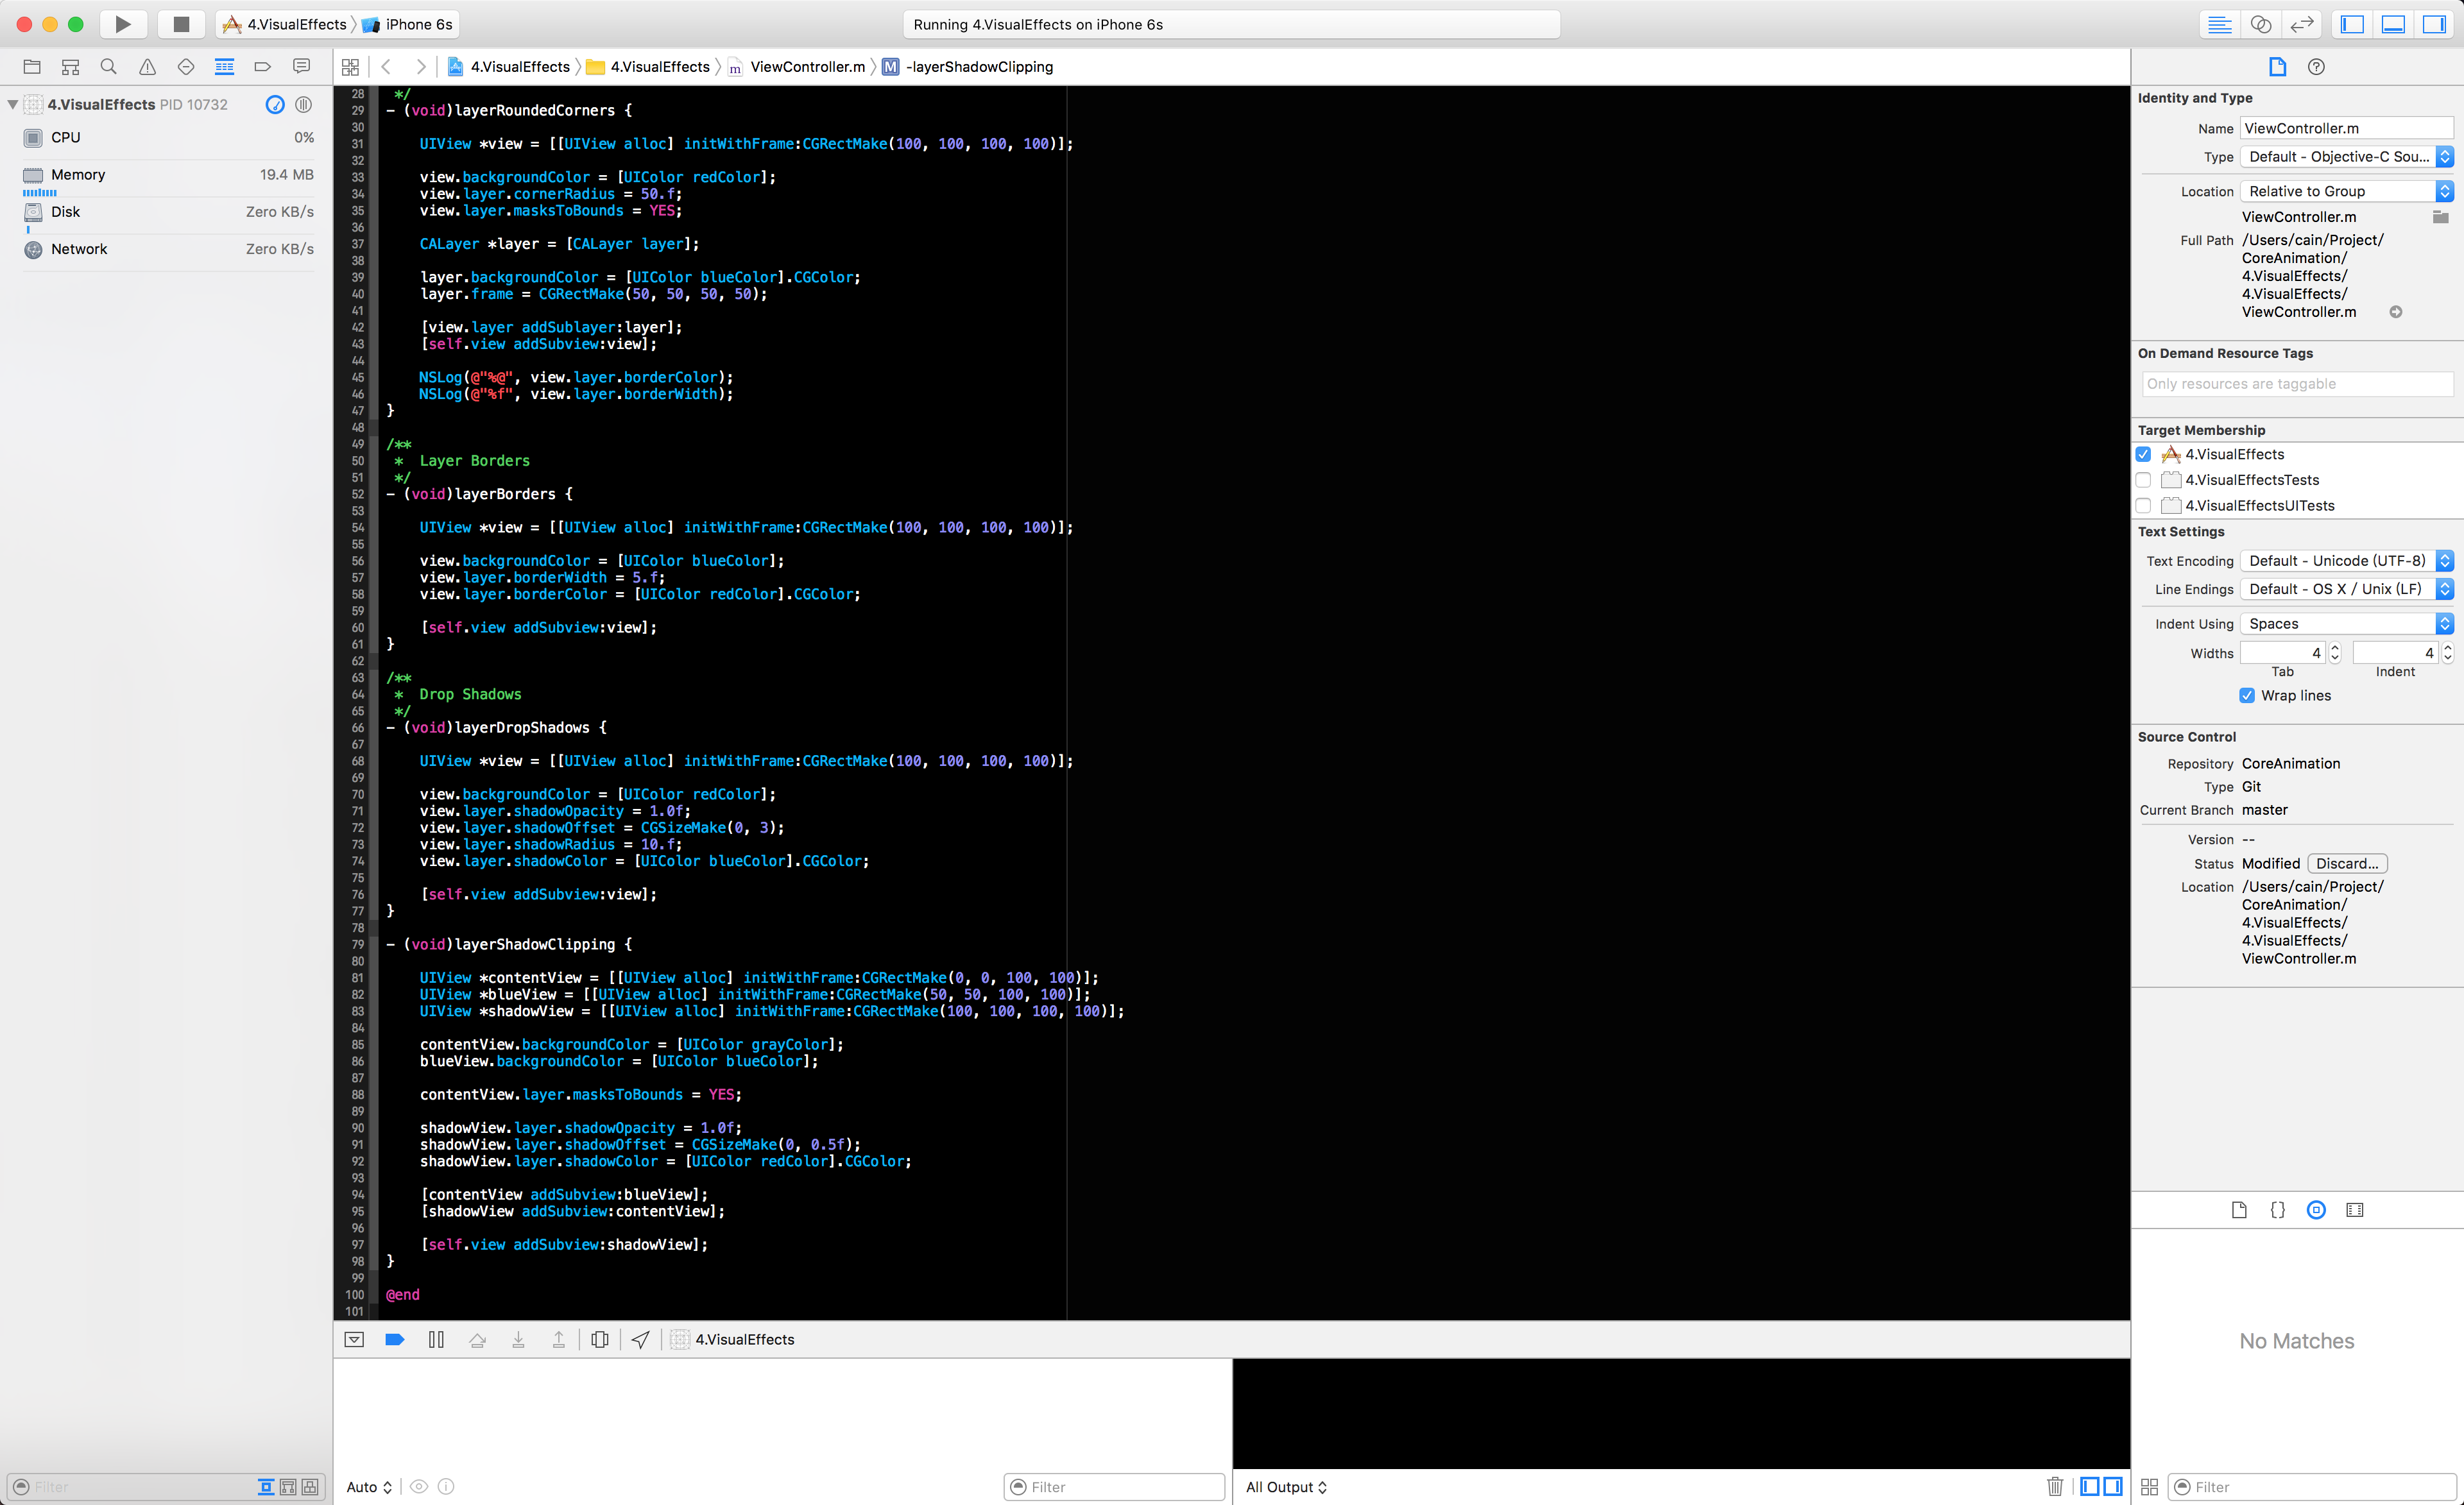 4.VisualEffects iPhone 6s
Running 4.VisualEffects on iPhone 6s
4.VisualEffects 4.VisualEffects m ViewController.m M -layerShadowClipping
4.VisualEffects PID 10732
CPU 0%
Memory 19.4 MB
Disk Zero KB/s
Network Zero KB/s
Filter
28 */
29 - (void)layerRoundedCorners {
30
31 UIView *view = [[UIView alloc] initWithFrame:CGRectMake(100, 100, 100, 100)];
32
33 view.backgroundColor = [UIColor redColor];
34 view.layer.cornerRadius = 50.f;
35 view.layer.masksToBounds = YES;
36
37 CALayer *layer = [CALayer layer];
38
39 layer.backgroundColor = [UIColor blueColor].CGColor;
40 layer.frame = CGRectMake(50, 50, 50, 50);
41
42 [view.layer addSublayer:layer];
43 [self.view addSubview:view];
44
45 NSLog(@"%@", view.layer.borderColor);
46 NSLog(@"%f", view.layer.borderWidth);
47 }
48
49 /**
50 * Layer Borders
51 */
52 - (void)layerBorders {
53
54 UIView *view = [[UIView alloc] initWithFrame:CGRectMake(100, 100, 100, 100)];
55
56 view.backgroundColor = [UIColor blueColor];
57 view.layer.borderWidth = 5.f;
58 view.layer.borderColor = [UIColor redColor].CGColor;
59
60 [self.view addSubview:view];
61 }
62
63 /**
64 * Drop Shadows
65 */
66 - (void)layerDropShadows {
67
68 UIView *view = [[UIView alloc] initWithFrame:CGRectMake(100, 100, 100, 100)];
69
70 view.backgroundColor = [UIColor redColor];
71 view.layer.shadowOpacity = 1.0f;
72 view.layer.shadowOffset = CGSizeMake(0, 3);
73 view.layer.shadowRadius = 10.f;
74 view.layer.shadowColor = [UIColor blueColor].CGColor;
75
76 [self.view addSubview:view];
77 }
78
79 - (void)layerShadowClipping {
80
81 UIView *contentView = [[UIView alloc] initWithFrame:CGRectMake(0, 0, 100, 100)];
82 UIView *blueView = [[UIView alloc] initWithFrame:CGRectMake(50, 50, 100, 100)];
83 UIView *shadowView = [[UIView alloc] initWithFrame:CGRectMake(100, 100, 100, 100)];
84
85 contentView.backgroundColor = [UIColor grayColor];
86 blueView.backgroundColor = [UIColor blueColor];
87
88 contentView.layer.masksToBounds = YES;
89
90 shadowView.layer.shadowOpacity = 1.0f;
91 shadowView.layer.shadowOffset = CGSizeMake(0, 0.5f);
92 shadowView.layer.shadowColor = [UIColor redColor].CGColor;
93
94 [contentView addSubview:blueView];
95 [shadowView addSubview:contentView];
96
97 [self.view addSubview:shadowView];
98 }
99
100 @end
101
4.VisualEffects
Auto
Filter
All Output
Identity and Type
Name ViewController.m
Type Default - Objective-C Sou...
Location Relative to Group
ViewController.m
Full Path /Users/cain/Project/
CoreAnimation/
4.VisualEffects/
4.VisualEffects/
ViewController.m
On Demand Resource Tags
Only resources are taggable
Target Membership
4.VisualEffects
4.VisualEffectsTests
4.VisualEffectsUITests
Text Settings
Text Encoding Default - Unicode (UTF-8)
Line Endings Default - OS X / Unix (LF)
Indent Using Spaces
Widths 4 4
Tab Indent
Wrap lines
Source Control
Repository CoreAnimation
Type Git
Current Branch master
Version --
Status Modified Discard...
Location /Users/cain/Project/
CoreAnimation/
4.VisualEffects/
4.VisualEffects/
ViewController.m
{}
No Matches
Filter